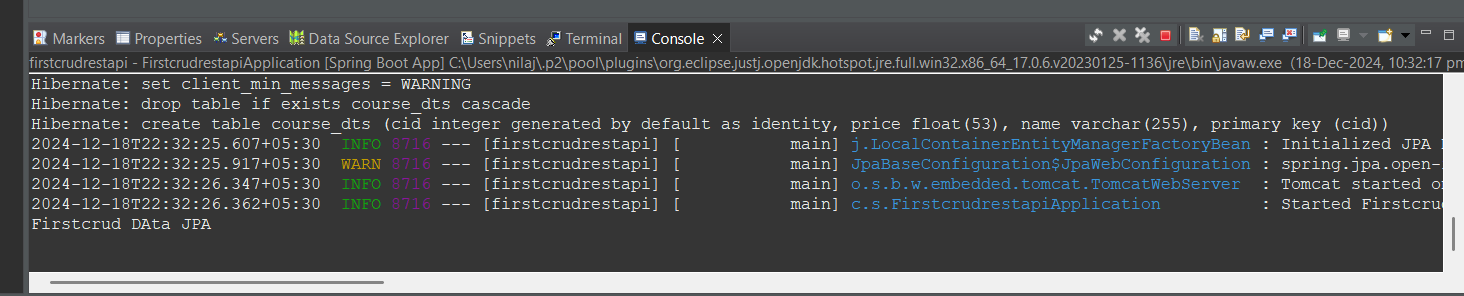 Markers Properties Servers Data Source Explorer Snippets Terminal Console
firstcrudrestapi - FirstcrudrestapiApplication [Spring Boot App] C:\Users\nilaj\.p2\pool\plugins\org.eclipse.justj.openjdk.hotspot.jre.full.win32.x86_64_17.0.6.v20230125-1136\jre\bin\javaw.exe (18-Dec-2024, 10:32:17 pm
Hibernate: set client_min_messages = WARNING
Hibernate: drop table if exists course_dts cascade
Hibernate: create table course_dts (cid integer generated by default as identity, price float(53), name varchar(255), primary key (cid))
2024-12-18T22:32:25.607+05:30 INFO 8716 --- [firstcrudrestapi] [ main] j.LocalContainerEntityManagerFactoryBean : Initialized JPA
2024-12-18T22:32:25.917+05:30 WARN 8716 --- [firstcrudrestapi] [ main] JpaBaseConfiguration$JpaWebConfiguration : spring.jpa.open-
2024-12-18T22:32:26.347+05:30 INFO 8716 --- [firstcrudrestapi] [ main] o.s.b.w.embedded.tomcat.TomcatWebServer : Tomcat started o
2024-12-18T22:32:26.362+05:30 INFO 8716 --- [firstcrudrestapi] [ main] c.s.FirstcrudrestapiApplication : Started Firstcru
Firstcrud DAta JPA